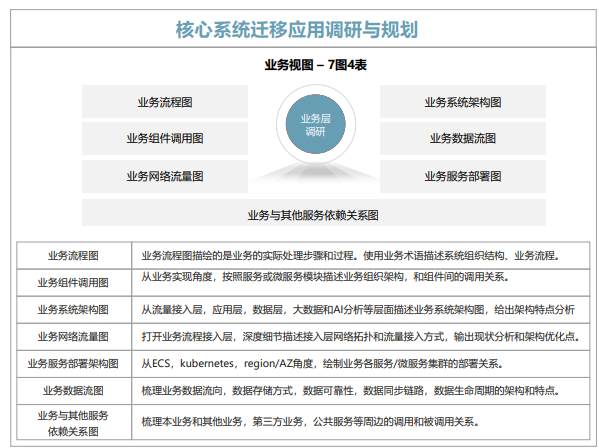 核心系统迁移应用调研与规划
业务视图 – 7图4表
业务流程图
业务系统架构图
业务层
调研
业务组件调用图
业务数据流图
业务网络流量图
业务服务部署图
业务与其他服务依赖关系图
业务流程图 业务流程图描绘的是业务的实际处理步骤和过程。使用业务术语描述系统组织结构、业务流程。
业务组件调用图 从业务实现角度，按照服务或微服务模块描述业务组织架构，和组件间的调用关系。
业务系统架构图 从流量接入层，应用层，数据层，大数据和AI分析等层面描述业务系统架构图，给出架构特点分析
业务网络流量图 打开业务流程接入层，深度细节描述接入层网络拓扑和流量接入方式，输出现状分析和架构优化点。
业务服务部署架构图 从ECS，kubernetes，region/AZ角度，绘制业务各服务/微服务集群的部署关系。
业务数据流图 梳理业务数据流向，数据存储方式，数据可靠性，数据同步链路，数据生命周期的架构和特点。
业务与其他服务
依赖关系图 梳理本业务和其他业务，第三方业务，公共服务等周边的调用和被调用关系。